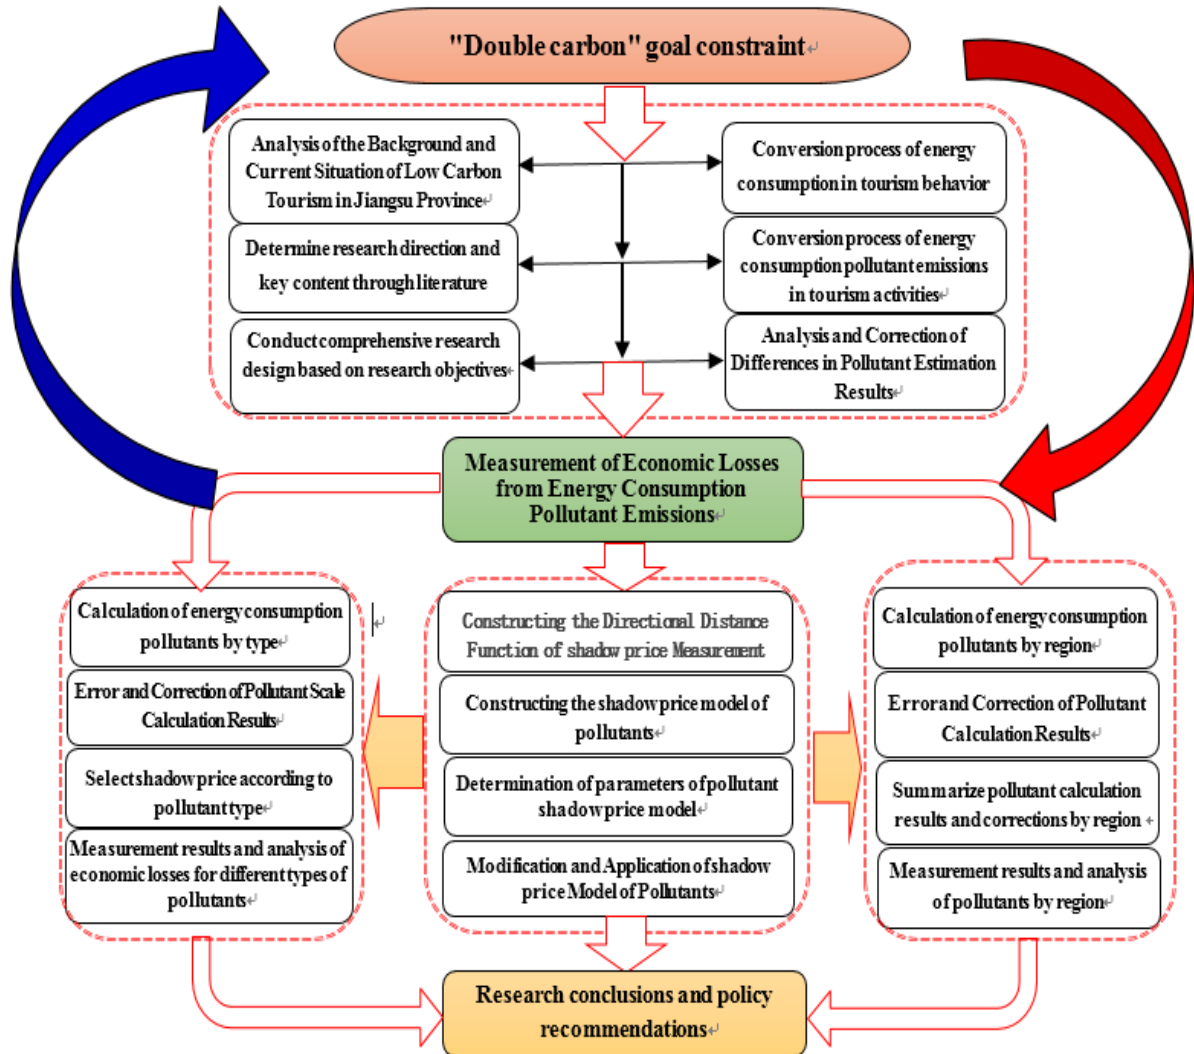 "Double carbon" goal constraint
Analysis of the Background and
Current Situation of Low Carbon
Tourism in Jiangsu Province
Conversion process of energy
consumption in tourism behavior
Determine research direction and
key content through literature
Conversion process of energy
consumption pollutant emissions
in tourism activities
Conduct comprehensive research
design based on research objectives
Analysis and Correction of
Differences in Pollutant Estimation
Results
Measurement of Economic Losses
from Energy Consumption
Pollutant Emissions
Calculation of energy consumption
pollutants by type
Error and Correction of Pollutant Scale
Calculation Results
Select shadow price according to
pollutant type
Measurement results and analysis of
economic losses for different types of
pollutants
Constructing the Directional Distance
Function of shadow price Measurement
Constructing the shadow price model of
pollutants
Determination of parameters of pollutant
shadow price model
Modification and Application of shadow
price Model of Pollutants
Calculation of energy consumption
pollutants by region
Error and Correction of Pollutant
Calculation Results
Summarize pollutant calculation
results and corrections by region
Measurement results and analysis
of pollutants by region
Research conclusions and policy
recommendations